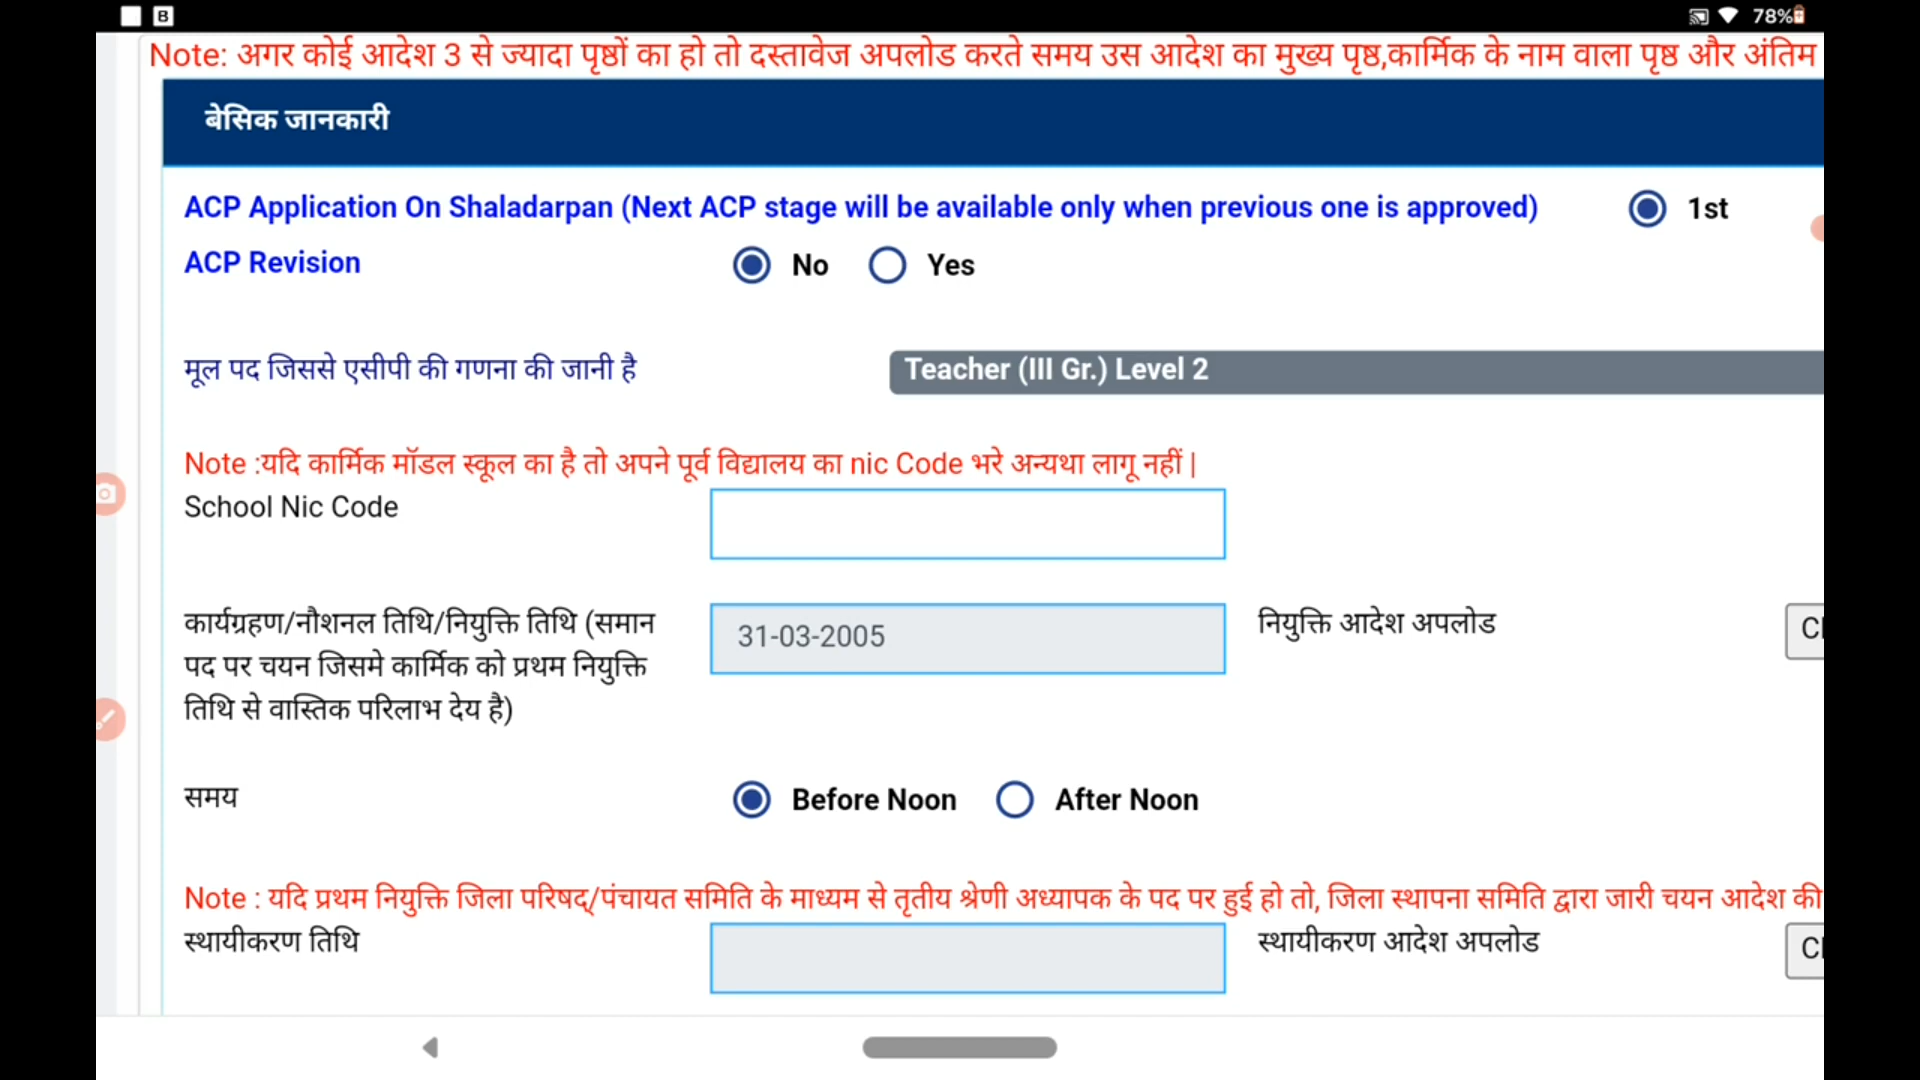 B
78%
Note: अगर कोई आदेश 3 से ज्यादा पृष्ठों का हो तो दस्तावेज अपलोड करते समय उस आदेश का मुख्य पृष्ठ,कार्मिक के नाम वाला पृष्ठ और अंतिम
बेसिक जानकारी
ACP Application On Shaladarpan (Next ACP stage will be available only when previous one is approved) 1st
ACP Revision No Yes
मूल पद जिससे एसीपी की गणना की जानी है Teacher (III Gr.) Level 2
Note :यदि कार्मिक मॉडल स्कूल का है तो अपने पूर्व विद्यालय का nic Code भरे अन्यथा लागू नहीं |
School Nic Code
कार्यग्रहण/नौशनल तिथि/नियुक्ति तिथि (समान 31-03-2005 नियुक्ति आदेश अपलोड
पद पर चयन जिसमे कार्मिक को प्रथम नियुक्ति
तिथि से वास्तिक परिलाभ देय है)
समय Before Noon After Noon
Note : यदि प्रथम नियुक्ति जिला परिषद्/पंचायत समिति के माध्यम से तृतीय श्रेणी अध्यापक के पद पर हुई हो तो, जिला स्थापना समिति द्वारा जारी चयन आदेश की
स्थायीकरण तिथि स्थायीकरण आदेश अपलोड